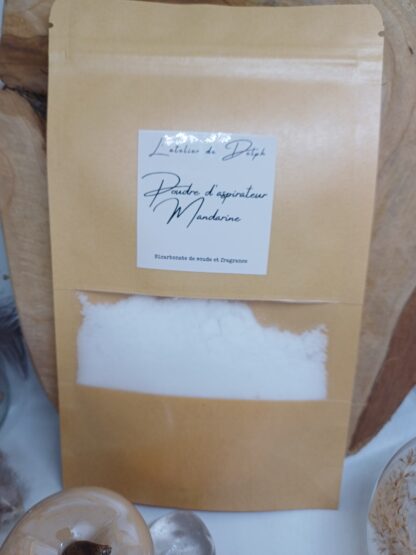 L'atelier de Delph
Poudre d'aspirateur
Mandarine
Bicarbonate de soude et fragrance